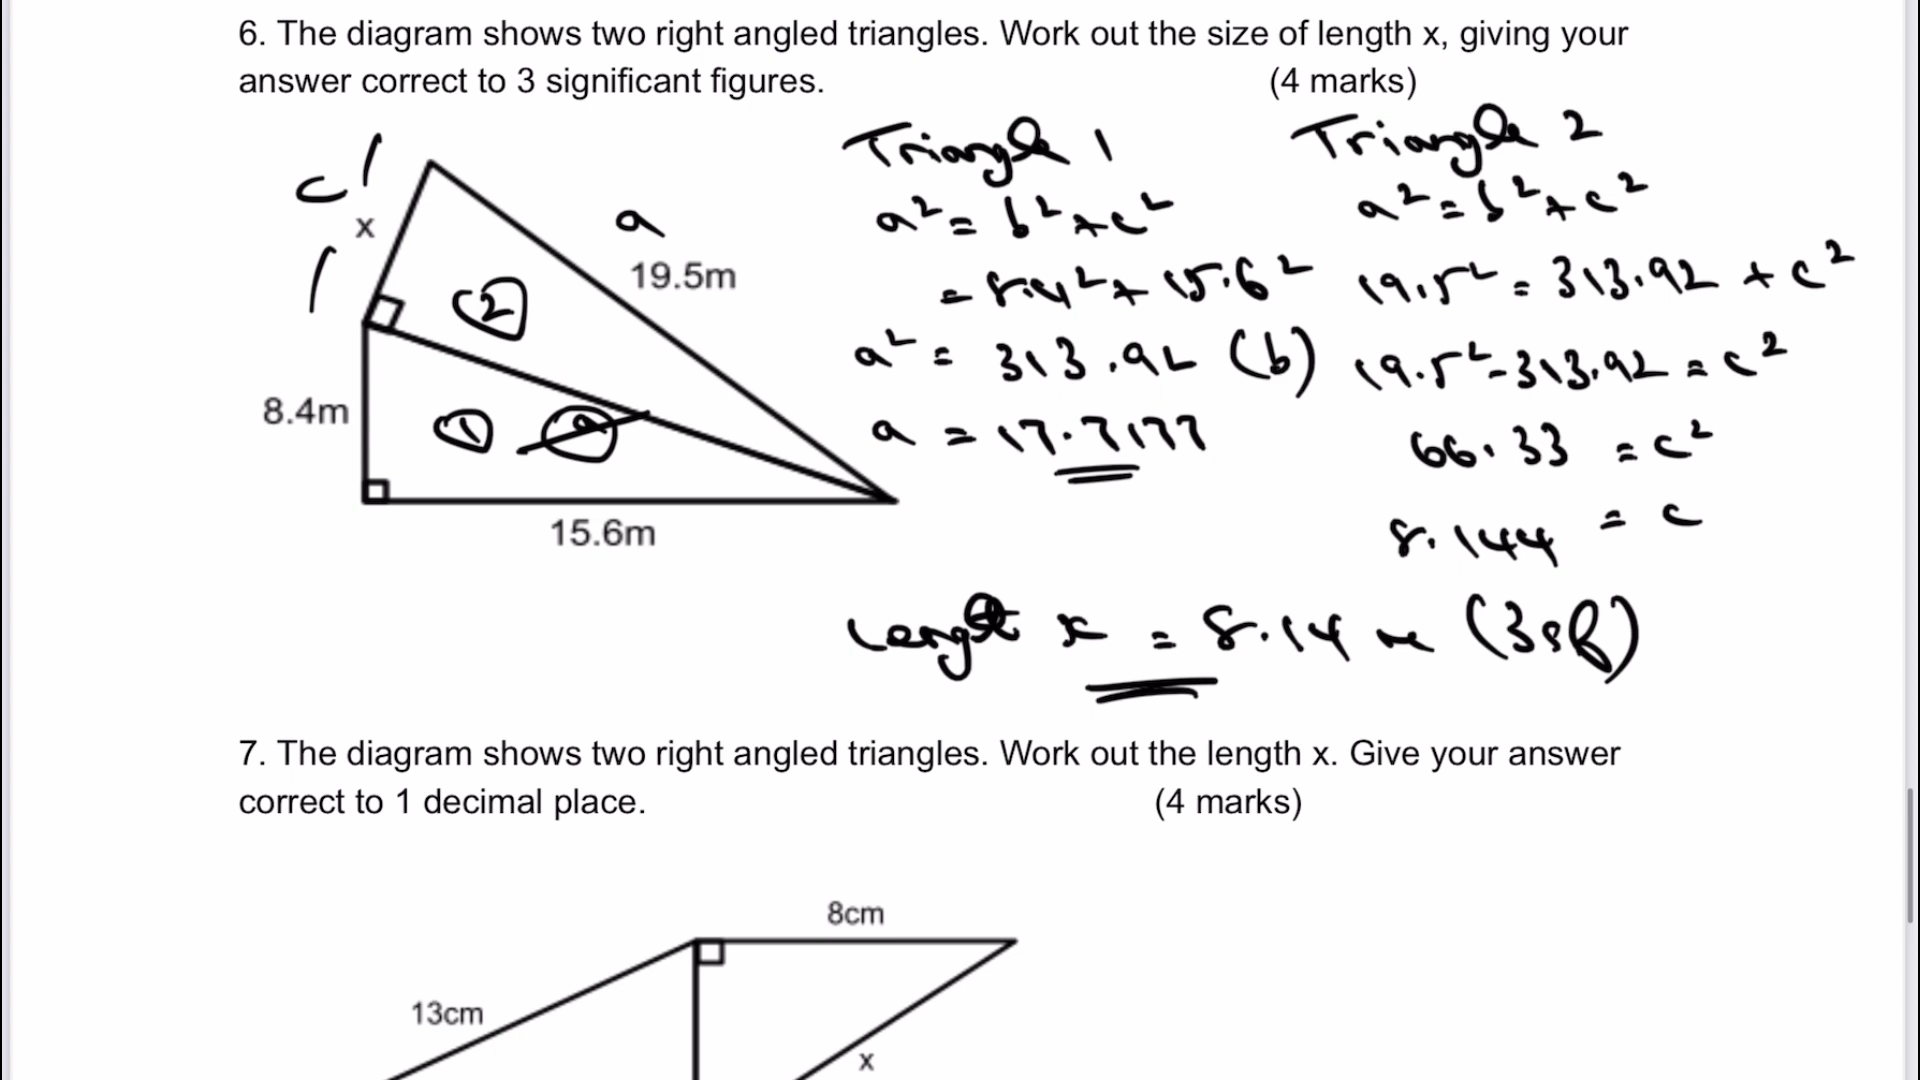 6. The diagram shows two right angled triangles. Work out the size of length x, giving your
answer correct to 3 significant figures. (4 marks)
c
x
a
19.5m
2
8.4m
1
a
15.6m
Triangle 1
a² = b² + c²
= 8.4² + 15.6²
a² = 313.92 (b)
a = 17.7177
Triangle 2
a² = b² + c²
19.5² = 313.92 + c²
19.5² - 313.92 = c²
66.33 = c²
8.144 = c
Length x = 8.14 m (3sf)
7. The diagram shows two right angled triangles. Work out the length x. Give your answer
correct to 1 decimal place. (4 marks)
8cm
13cm
x